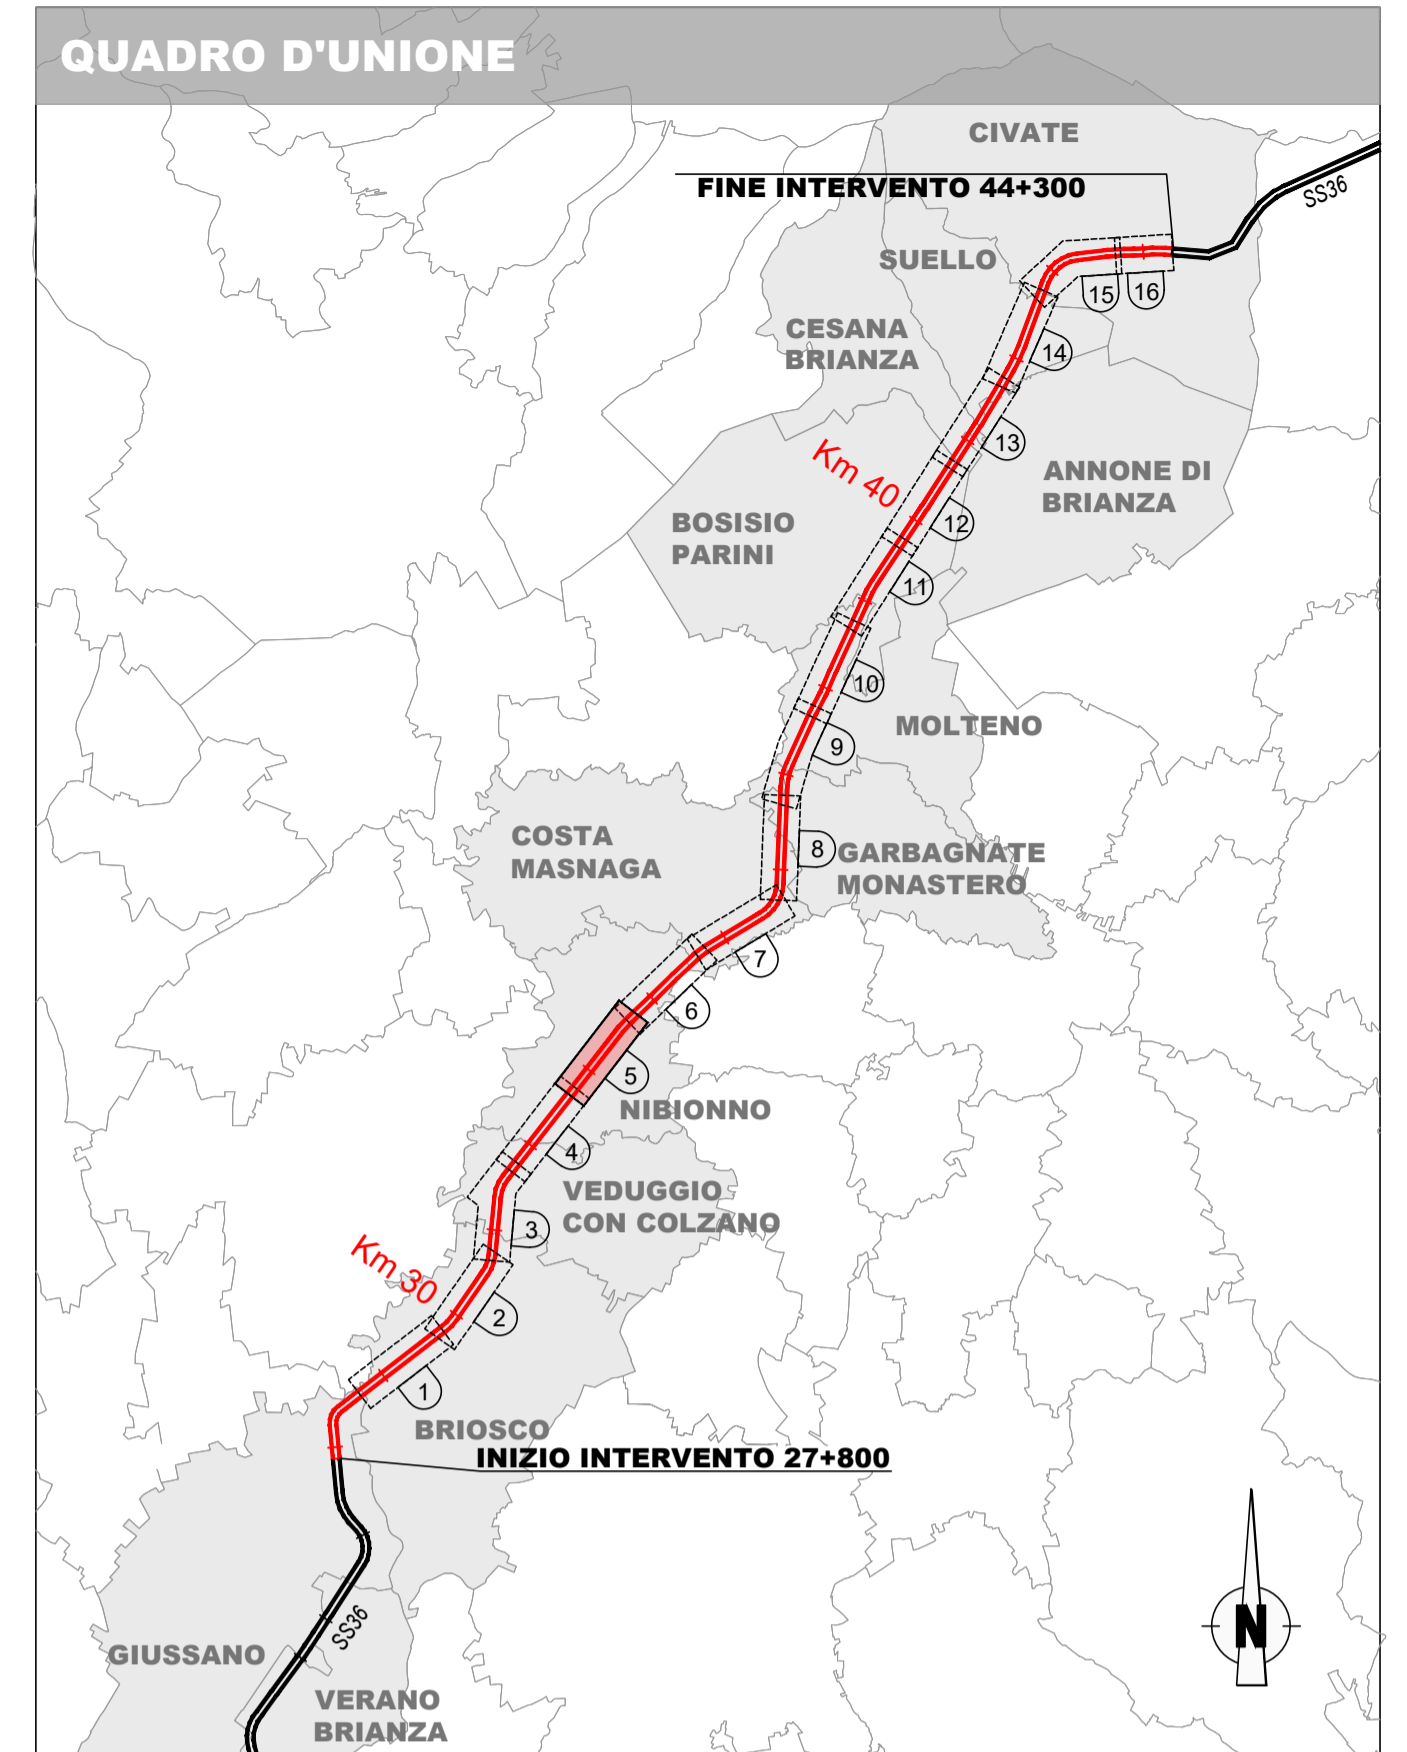 QUADRO D'UNIONE
CIVATE
FINE INTERVENTO 44+300
SS36
SUELLO
15
16
CESANA
BRIANZA
14
13
Km 40
ANNONE DI
BRIANZA
BOSISIO
PARINI
12
11
10
MOLTENO
9
COSTA
MASNAGA
8
GARBAGNATE
MONASTERO
7
6
5
NIBIONNO
4
VEDUGGIO
CON COLZANO
3
Km 30
2
1
BRIOSCO
INIZIO INTERVENTO 27+800
SS36
GIUSSANO
N
VERANO
BRIANZA